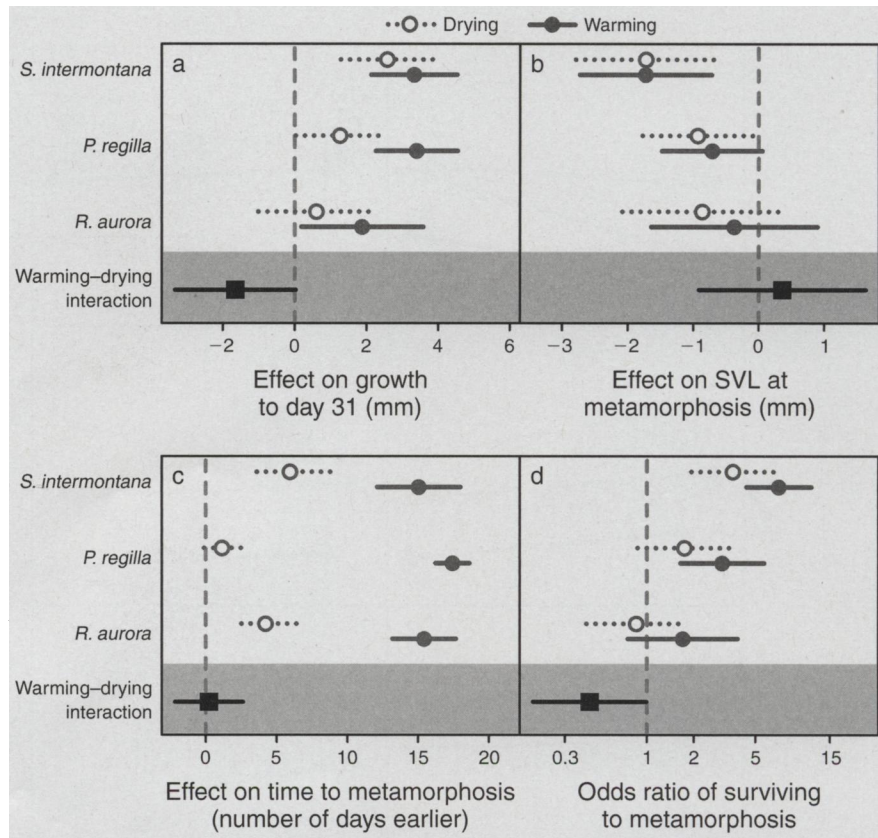 Drying Warming
a
b
S. intermontana
P. regilla
R. aurora
Warming–drying
interaction
−2 0 2 4 6
−3 −2 −1 0 1
Effect on growth
to day 31 (mm)
Effect on SVL at
metamorphosis (mm)
c
d
S. intermontana
P. regilla
R. aurora
Warming–drying
interaction
0 5 10 15 20
0.3 1 2 5 15
Effect on time to metamorphosis
(number of days earlier)
Odds ratio of surviving
to metamorphosis